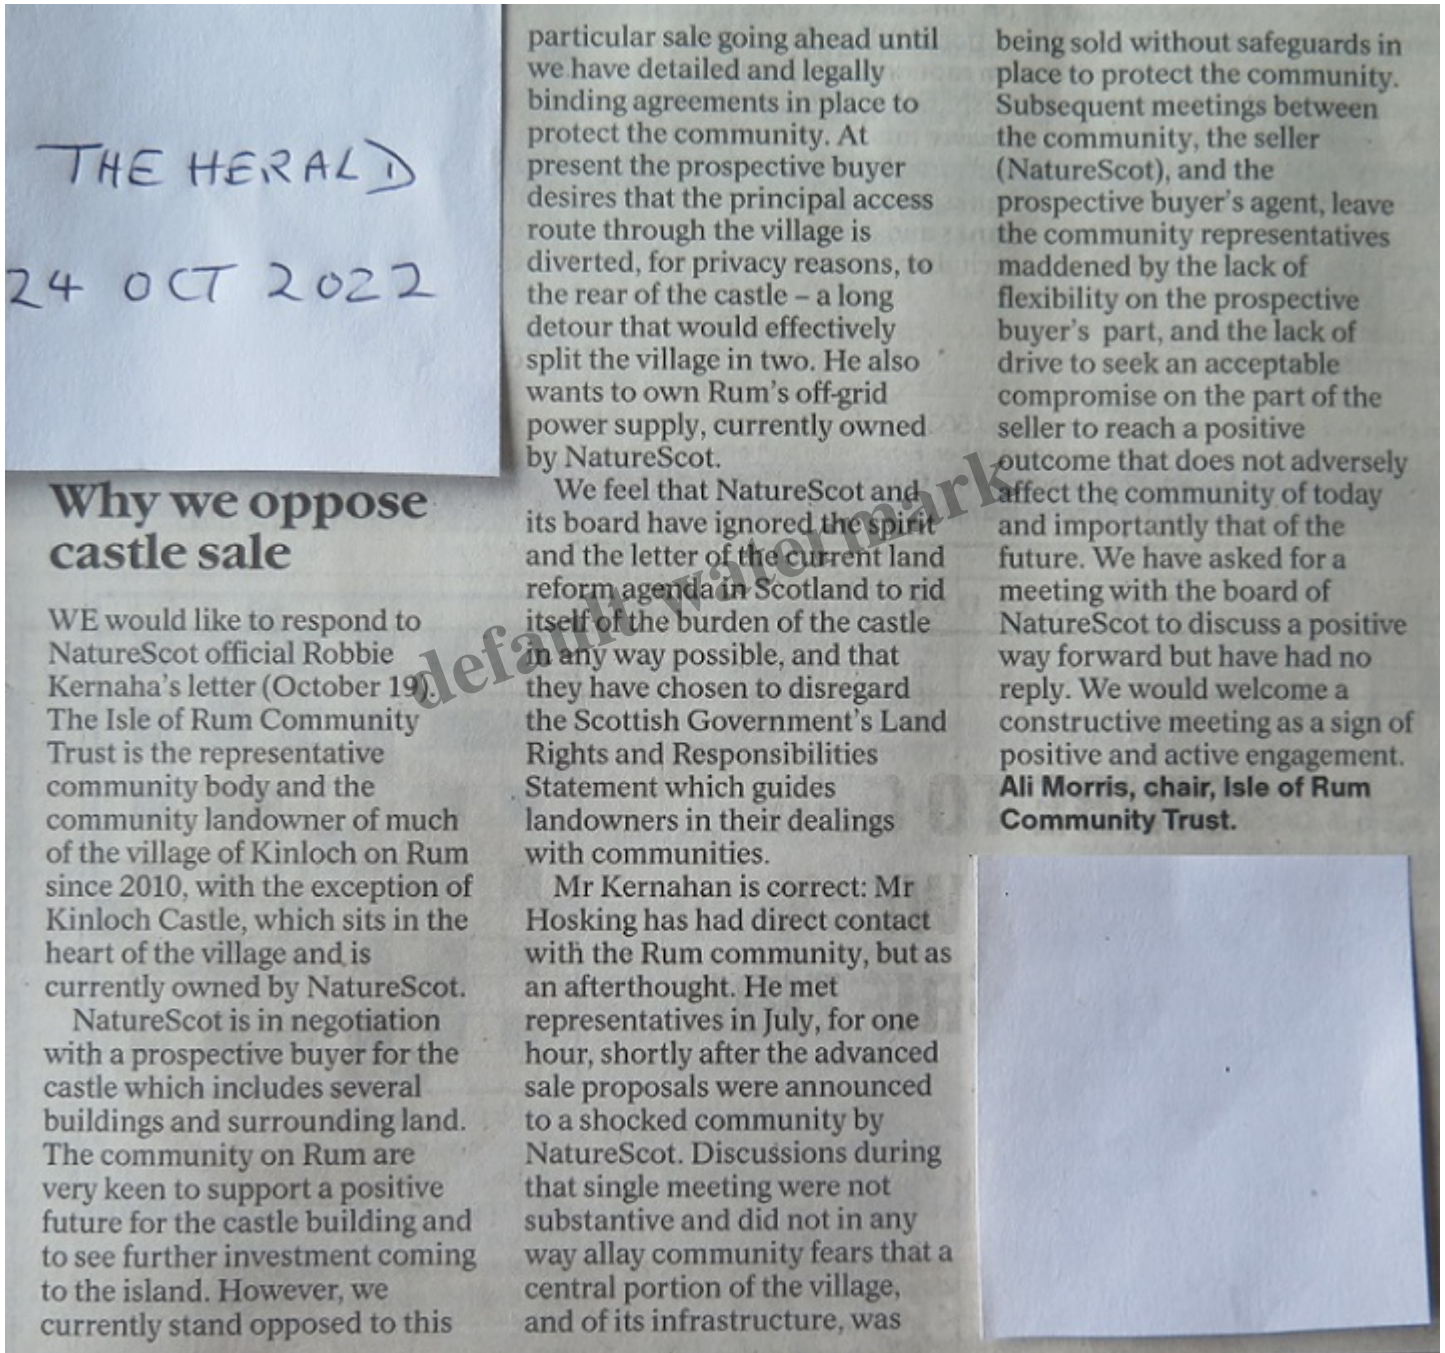 THE HERALD
24 OCT 2022
Why we oppose
castle sale
WE would like to respond to
NatureScot official Robbie
Kernaha's letter (October 19).
The Isle of Rum Community
Trust is the representative
community body and the
community landowner of much
of the village of Kinloch on Rum
since 2010, with the exception of
Kinloch Castle, which sits in the
heart of the village and is
currently owned by NatureScot.
NatureScot is in negotiation
with a prospective buyer for the
castle which includes several
buildings and surrounding land.
The community on Rum are
very keen to support a positive
future for the castle building and
to see further investment coming
to the island. However, we
currently stand opposed to this
particular sale going ahead until
we have detailed and legally
binding agreements in place to
protect the community. At
present the prospective buyer
desires that the principal access
route through the village is
diverted, for privacy reasons, to
the rear of the castle – a long
detour that would effectively
split the village in two. He also
wants to own Rum's off-grid
power supply, currently owned
by NatureScot.
We feel that NatureScot and
its board have ignored the spirit
and the letter of the current land
reform agenda in Scotland to rid
itself of the burden of the castle
in any way possible, and that
they have chosen to disregard
the Scottish Government's Land
Rights and Responsibilities
Statement which guides
landowners in their dealings
with communities.
Mr Kernahan is correct: Mr
Hosking has had direct contact
with the Rum community, but as
an afterthought. He met
representatives in July, for one
hour, shortly after the advanced
sale proposals were announced
to a shocked community by
NatureScot. Discussions during
that single meeting were not
substantive and did not in any
way allay community fears that a
central portion of the village,
and of its infrastructure, was
being sold without safeguards in
place to protect the community.
Subsequent meetings between
the community, the seller
(NatureScot), and the
prospective buyer's agent, leave
the community representatives
maddened by the lack of
flexibility on the prospective
buyer's part, and the lack of
drive to seek an acceptable
compromise on the part of the
seller to reach a positive
outcome that does not adversely
affect the community of today
and importantly that of the
future. We have asked for a
meeting with the board of
NatureScot to discuss a positive
way forward but have had no
reply. We would welcome a
constructive meeting as a sign of
positive and active engagement.
Ali Morris, chair, Isle of Rum
Community Trust.
default watermark